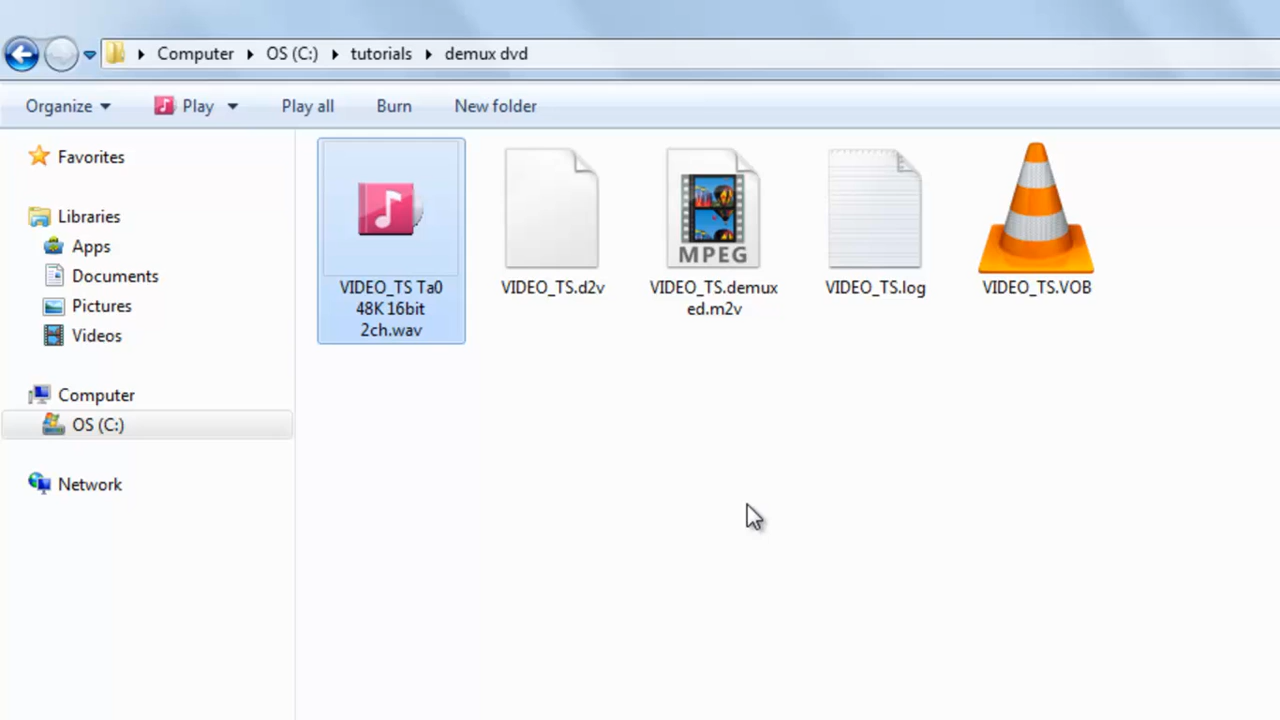 Computer OS (C:) tutorials demux dvd
Organize Play Play all Burn New folder
Favorites
Libraries
Apps
Documents
Pictures
Videos
Computer
OS (C:)
Network
VIDEO_TS Ta0
48K 16bit
2ch.wav
VIDEO_TS.d2v
MPEG
VIDEO_TS.demux
ed.m2v
VIDEO_TS.log
VIDEO_TS.VOB